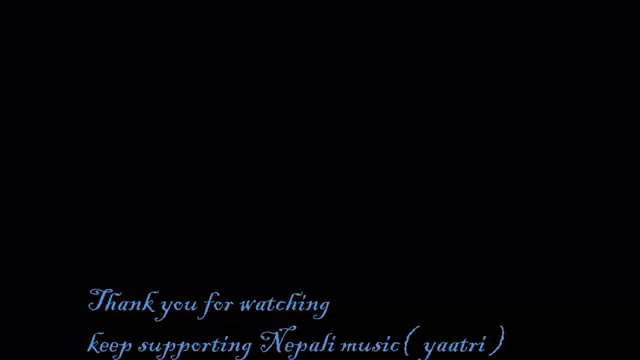 Thank you for watching
keep supporting Nepali music ( yaatri )